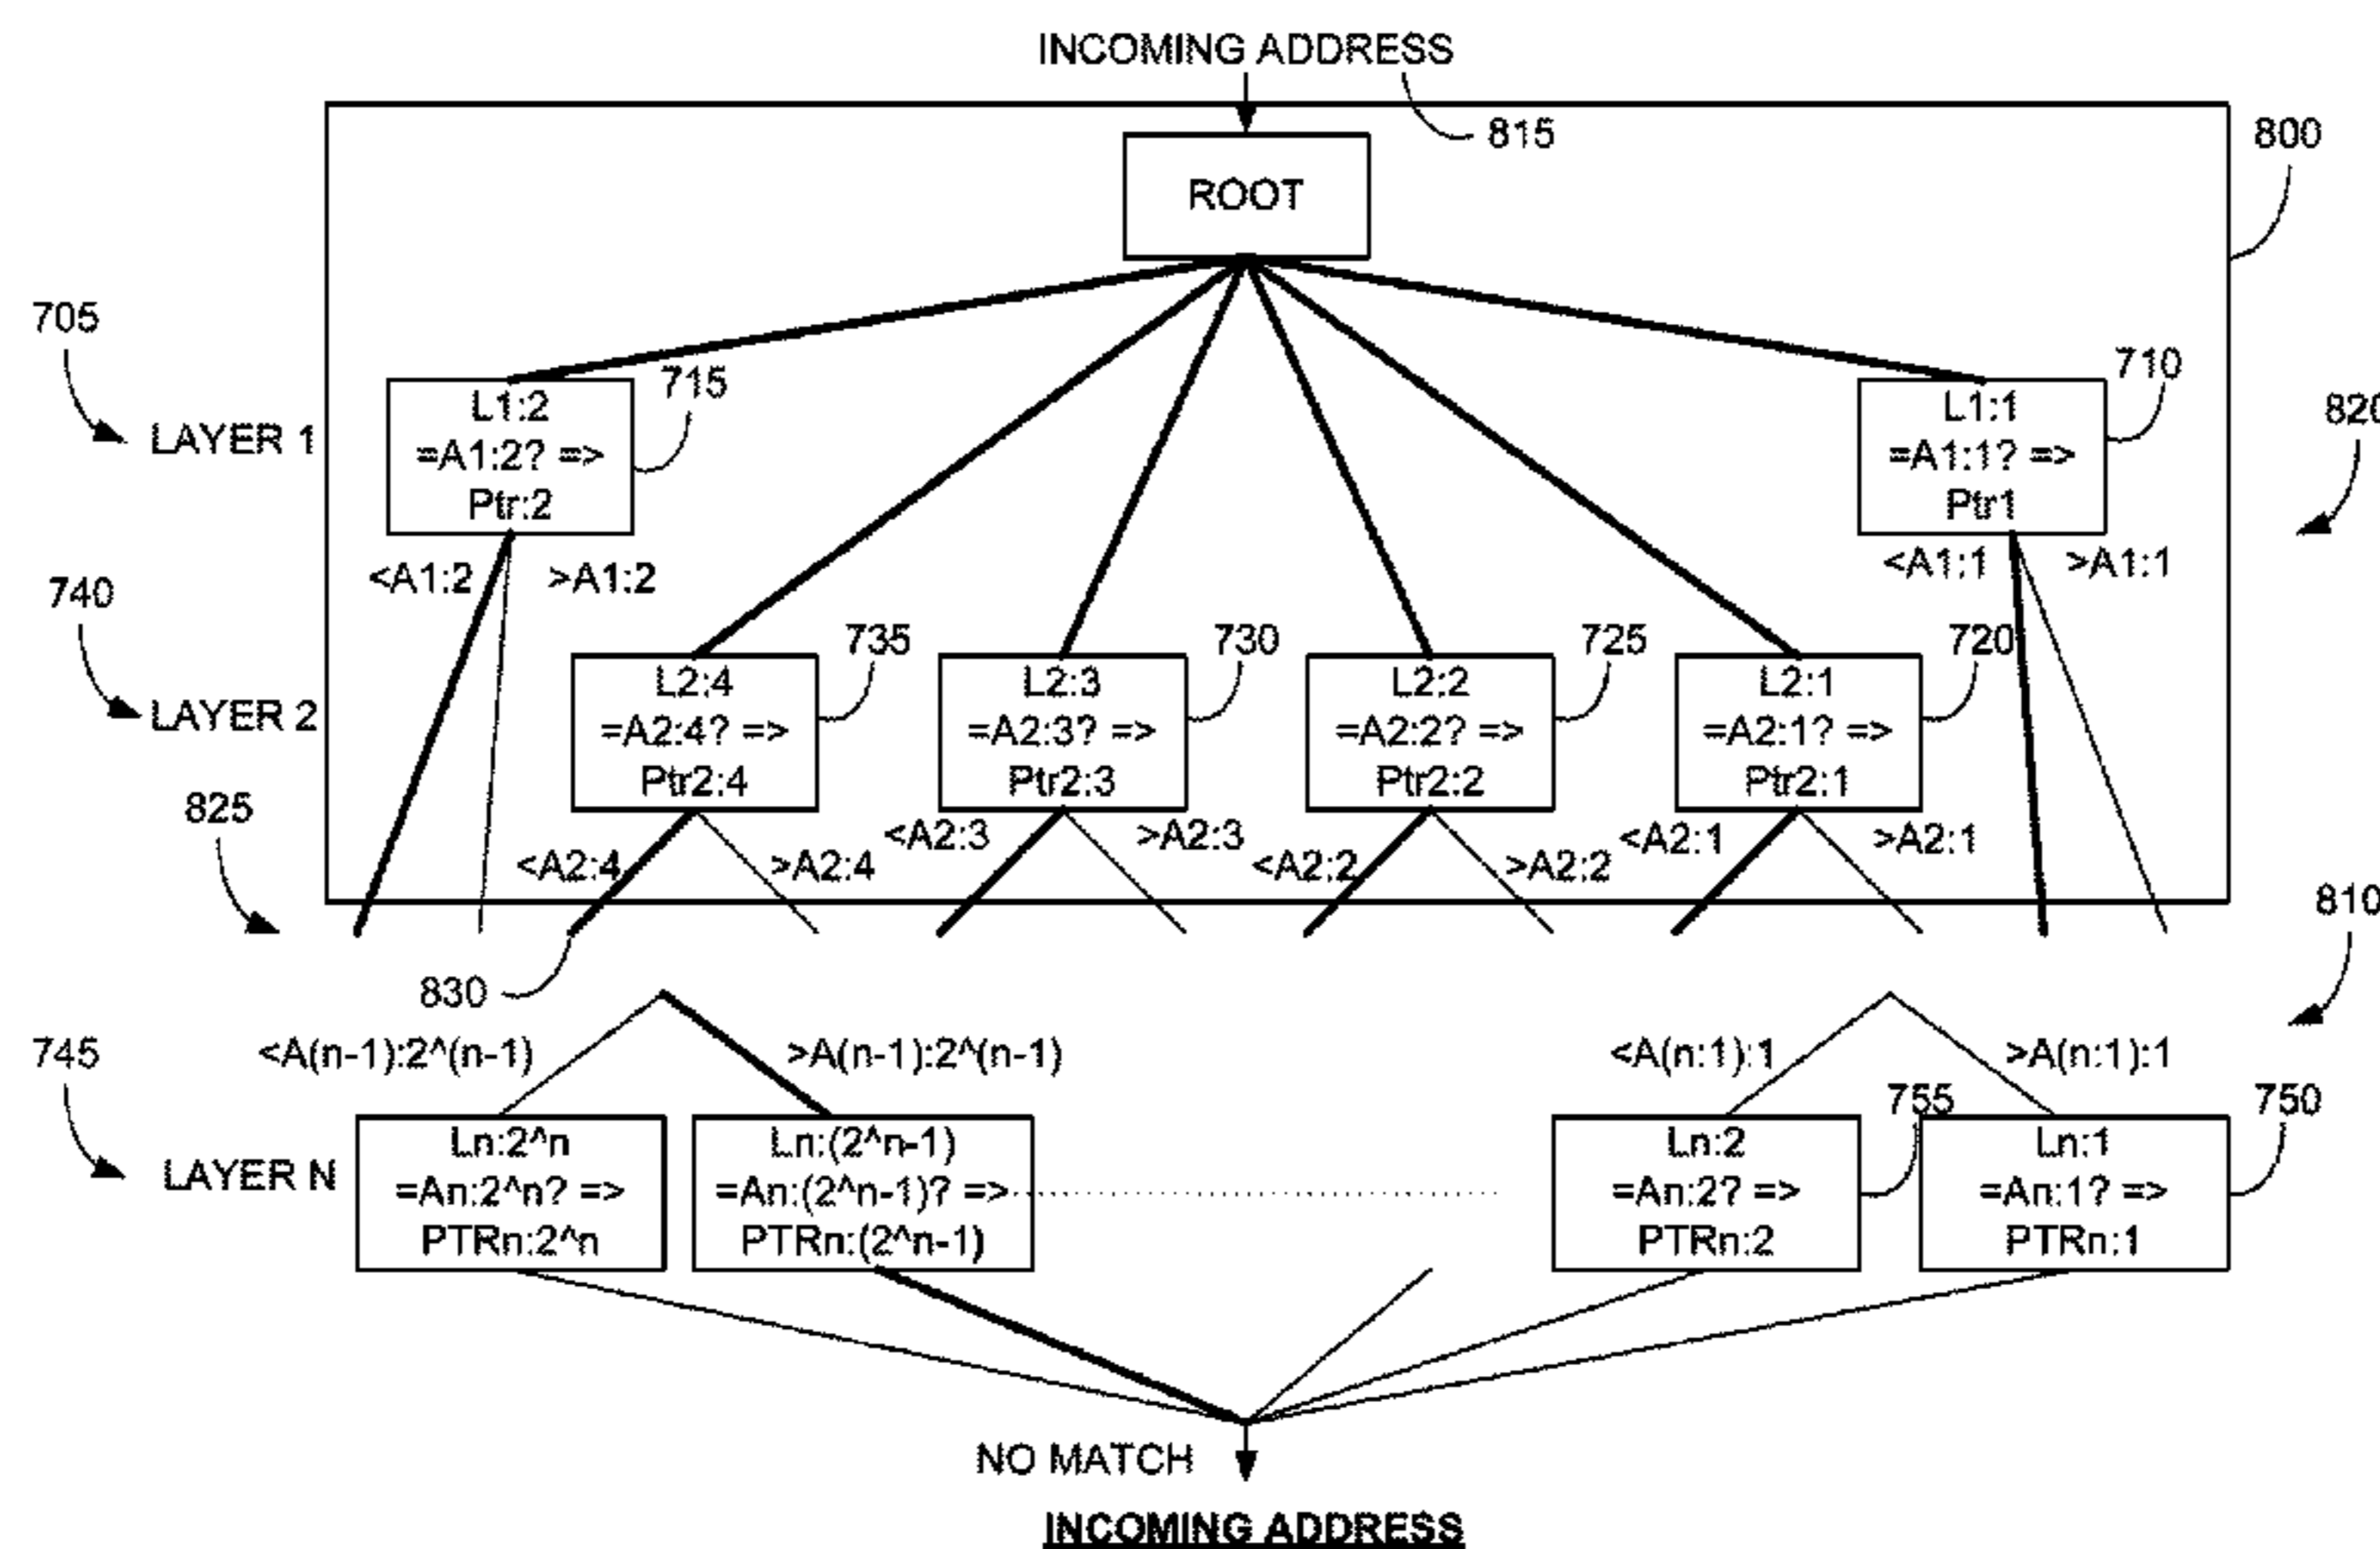 INCOMING ADDRESS
815
800
ROOT
705
LAYER 1
L1:2
=A1:2? =>
Ptr:2
715
L1:1
=A1:1? =>
Ptr1
710
820
<A1:2
>A1:2
<A1:1
>A1:1
740
LAYER 2
L2:4
=A2:4? =>
Ptr2:4
735
L2:3
=A2:3? =>
Ptr2:3
730
L2:2
=A2:2? =>
Ptr2:2
725
L2:1
=A2:1? =>
Ptr2:1
720
825
<A2:4
>A2:4
<A2:3
>A2:3
<A2:2
>A2:2
<A2:1
>A2:1
810
830
745
<A(n-1):2^(n-1)
>A(n-1):2^(n-1)
<A(n:1):1
>A(n:1):1
LAYER N
Ln:2^n
=An:2^n? =>
PTRn:2^n
Ln:(2^n-1)
=An:(2^n-1)? =>
PTRn:(2^n-1)
Ln:2
=An:2? =>
PTRn:2
755
Ln:1
=An:1? =>
PTRn:1
750
NO MATCH
INCOMING ADDRESS